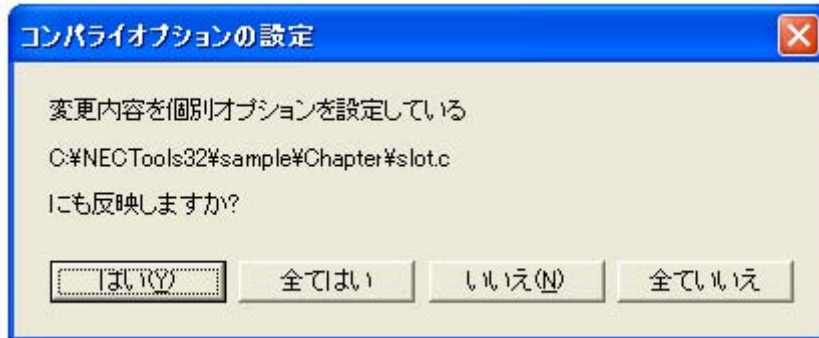 コンパライオプションの設定
変更内容を個別オプションを設定している
C:¥NECTools32¥sample¥Chapter¥slot.c
にも反映しますか?
はい(Y) 全てはい いいえ(N) 全ていいえ